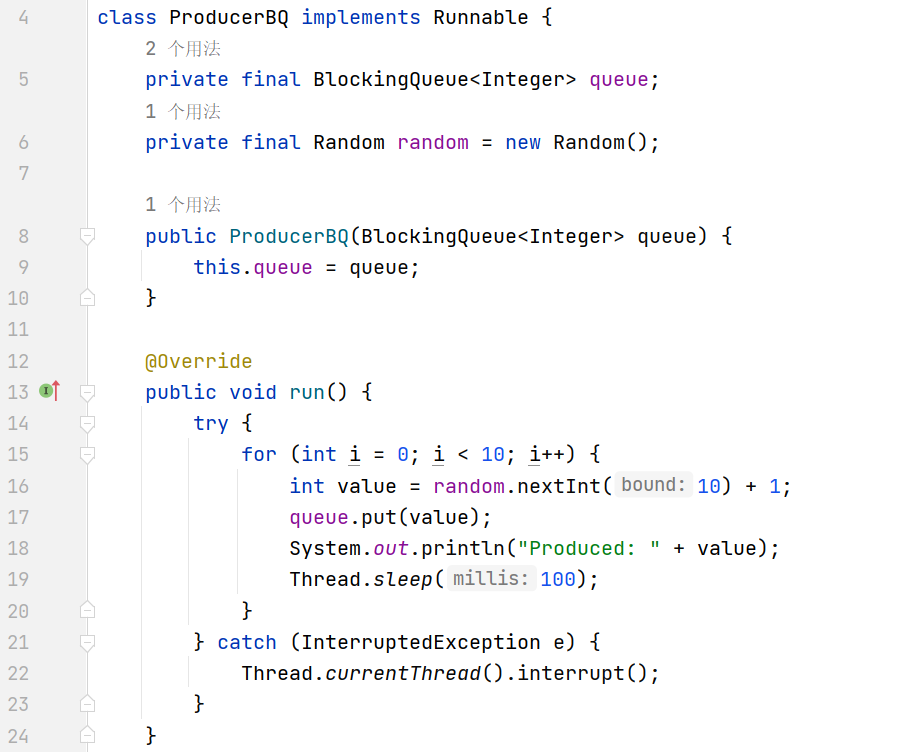 4 class ProducerBQ implements Runnable {
2 个用法
5 private final BlockingQueue<Integer> queue;
1 个用法
6 private final Random random = new Random();
7
1 个用法
8 public ProducerBQ(BlockingQueue<Integer> queue) {
9 this.queue = queue;
10 }
11
12 @Override
13 public void run() {
14 try {
15 for (int i = 0; i < 10; i++) {
16 int value = random.nextInt( bound: 10) + 1;
17 queue.put(value);
18 System.out.println("Produced: " + value);
19 Thread.sleep( millis: 100);
20 }
21 } catch (InterruptedException e) {
22 Thread.currentThread().interrupt();
23 }
24 }